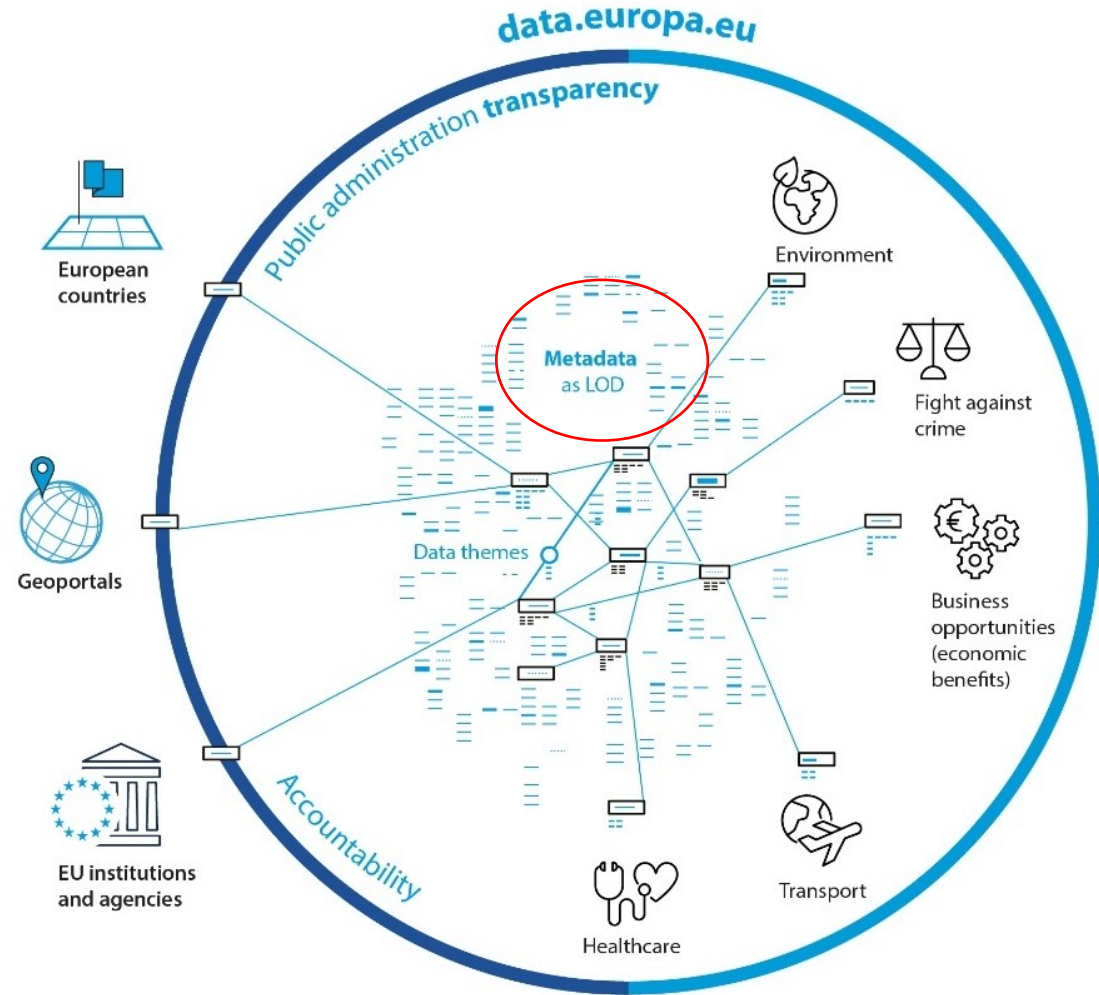 data.europa.eu
Public administration transparency
European
countries
Environment
Metadata
as LOD
Fight against
crime
Geoportals
Data themes
€
Business
opportunities
(economic
benefits)
EU institutions
and agencies
Accountability
Transport
Healthcare